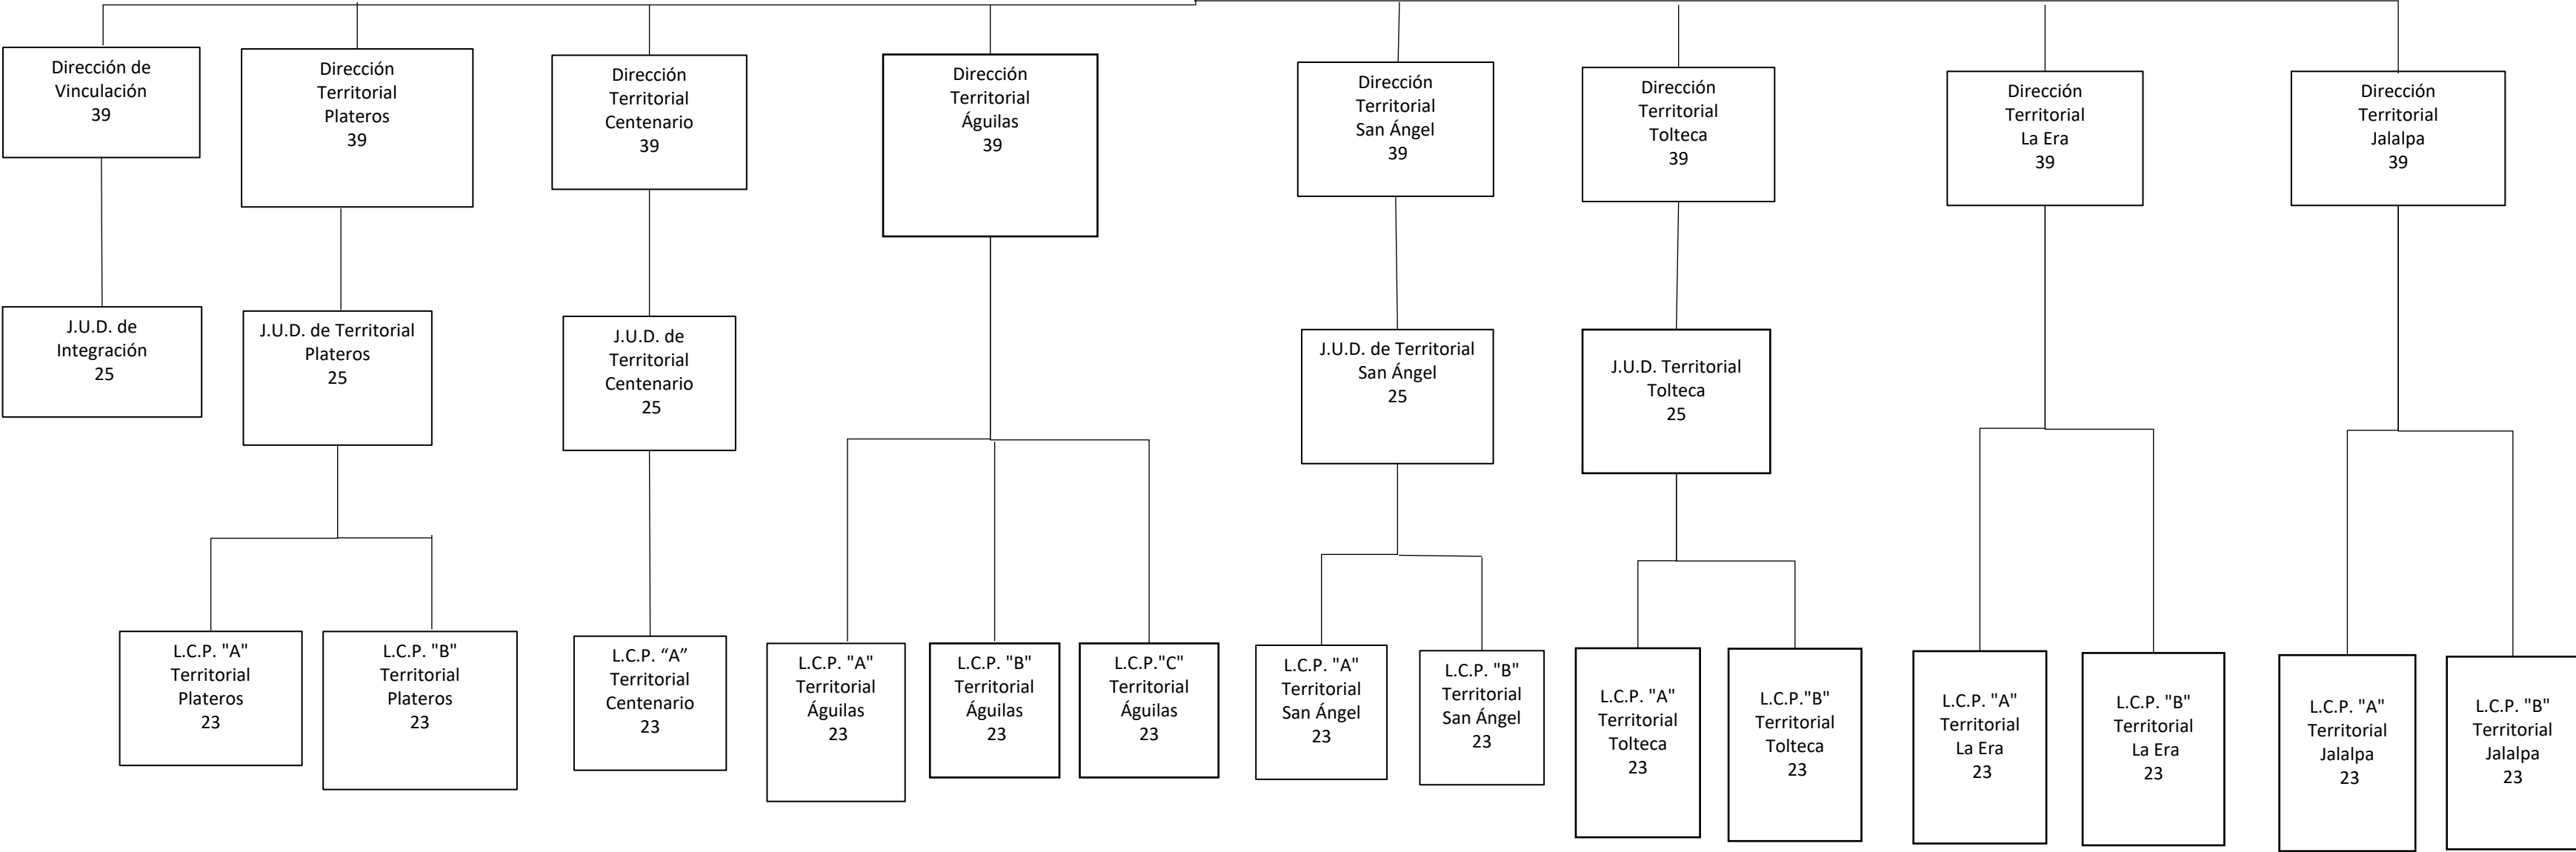 Dirección de
Vinculación
39
Dirección
Territorial
Plateros
39
Dirección
Territorial
Centenario
39
Dirección
Territorial
Águilas
39
Dirección
Territorial
San Ángel
39
Dirección
Territorial
Tolteca
39
Dirección
Territorial
La Era
39
Dirección
Territorial
Jalalpa
39
J.U.D. de
Integración
25
J.U.D. de Territorial
Plateros
25
J.U.D. de
Territorial
Centenario
25
J.U.D. de Territorial
San Ángel
25
J.U.D. Territorial
Tolteca
25
L.C.P. "A"
Territorial
Plateros
23
L.C.P. "B"
Territorial
Plateros
23
L.C.P. “A”
Territorial
Centenario
23
L.C.P. "A"
Territorial
Águilas
23
L.C.P. "B"
Territorial
Águilas
23
L.C.P."C"
Territorial
Águilas
23
L.C.P. "A"
Territorial
San Ángel
23
L.C.P. "B"
Territorial
San Ángel
23
L.C.P. "A"
Territorial
Tolteca
23
L.C.P."B"
Territorial
Tolteca
23
L.C.P. "A"
Territorial
La Era
23
L.C.P. "B"
Territorial
La Era
23
L.C.P. "A"
Territorial
Jalalpa
23
L.C.P. "B"
Territorial
Jalalpa
23